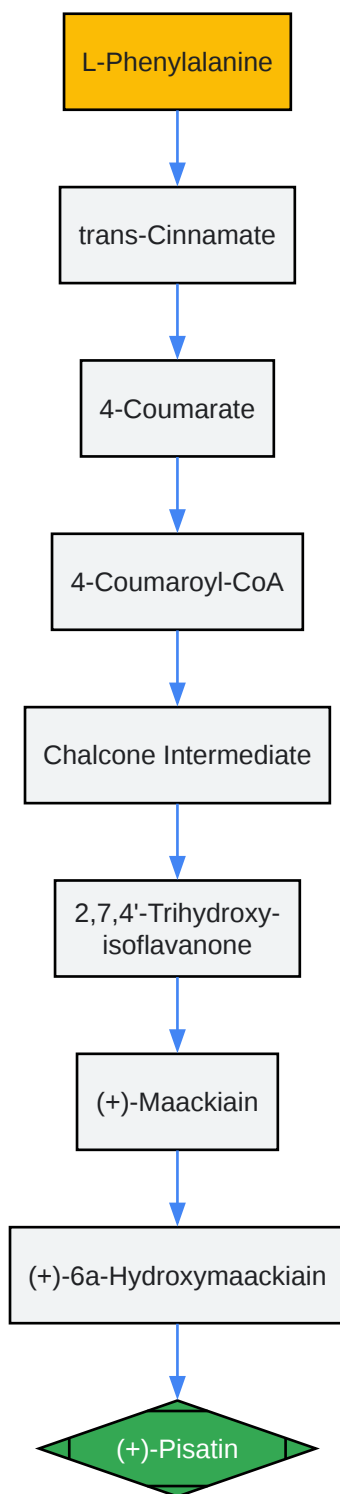 L-Phenylalanine
trans-Cinnamate
4-Coumarate
4-Coumaroyl-CoA
Chalcone Intermediate
2,7,4'-Trihydroxy-
isoflavanone
(+)-Maackiain
(+)-6a-Hydroxymaackiain
(+)-Pisatin